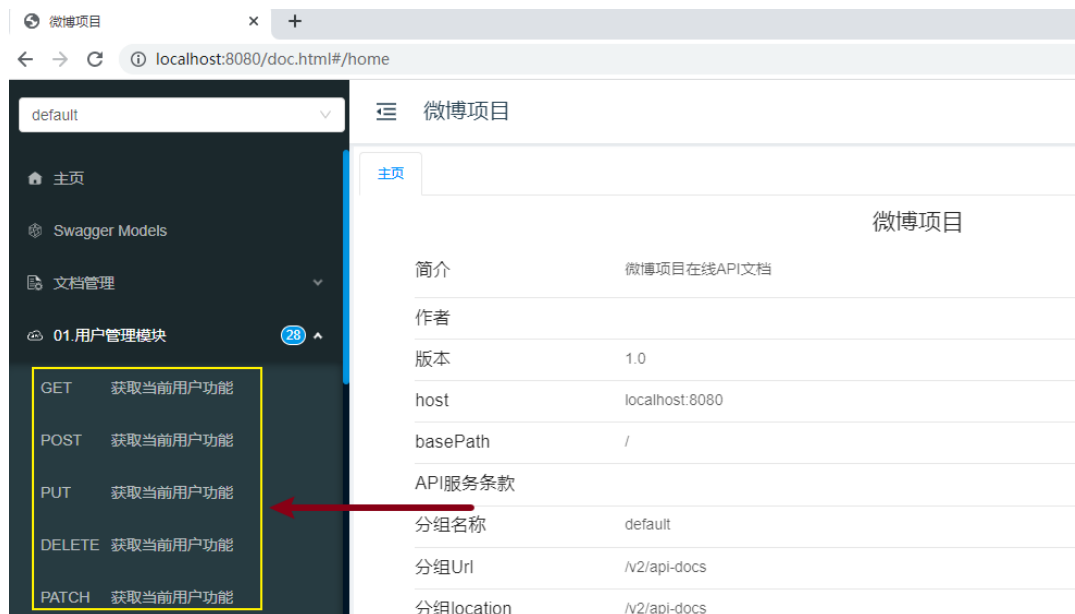 微博项目
localhost:8080/doc.html#/home
default
主页
Swagger Models
文档管理
01.用户管理模块 28
GET 获取当前用户功能
POST 获取当前用户功能
PUT 获取当前用户功能
DELETE 获取当前用户功能
PATCH 获取当前用户功能
微博项目
主页
微博项目
简介 微博项目在线API文档
作者
版本 1.0
host localhost:8080
basePath /
API服务条款
分组名称 default
分组Url /v2/api-docs
分组location /v2/api-docs